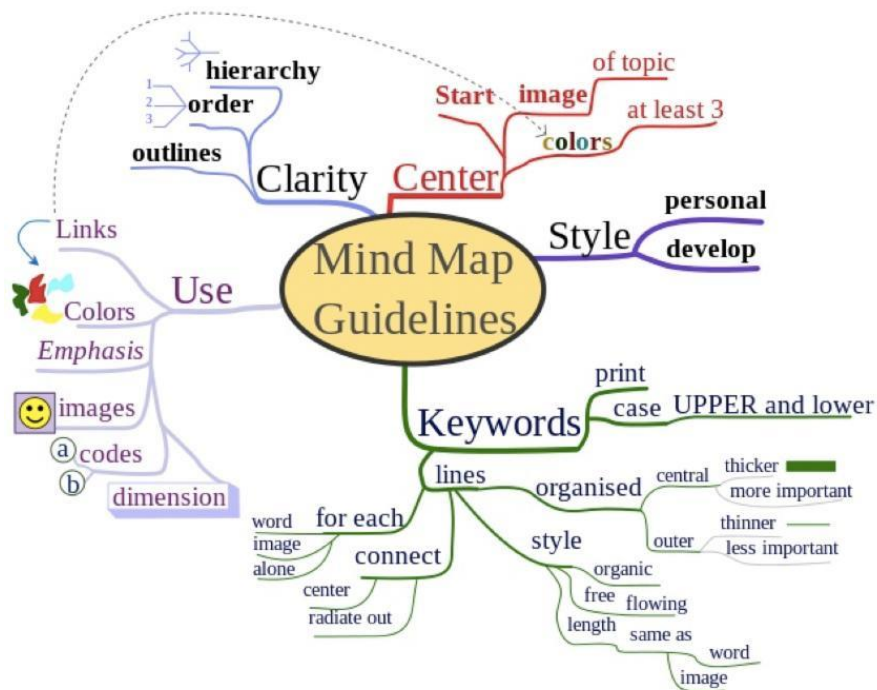 Mind Map
Guidelines
Center
Start
image
of topic
colors
at least 3
Style
personal
develop
Keywords
print
case
UPPER and lower
lines
organised
central
thicker
more important
outer
thinner
less important
style
organic
free
flowing
length
same as
word
image
connect
center
radiate out
for each
word
image
alone
Use
Links
Colors
Emphasis
images
codes
a
b
dimension
Clarity
hierarchy
order
1
2
3
outlines